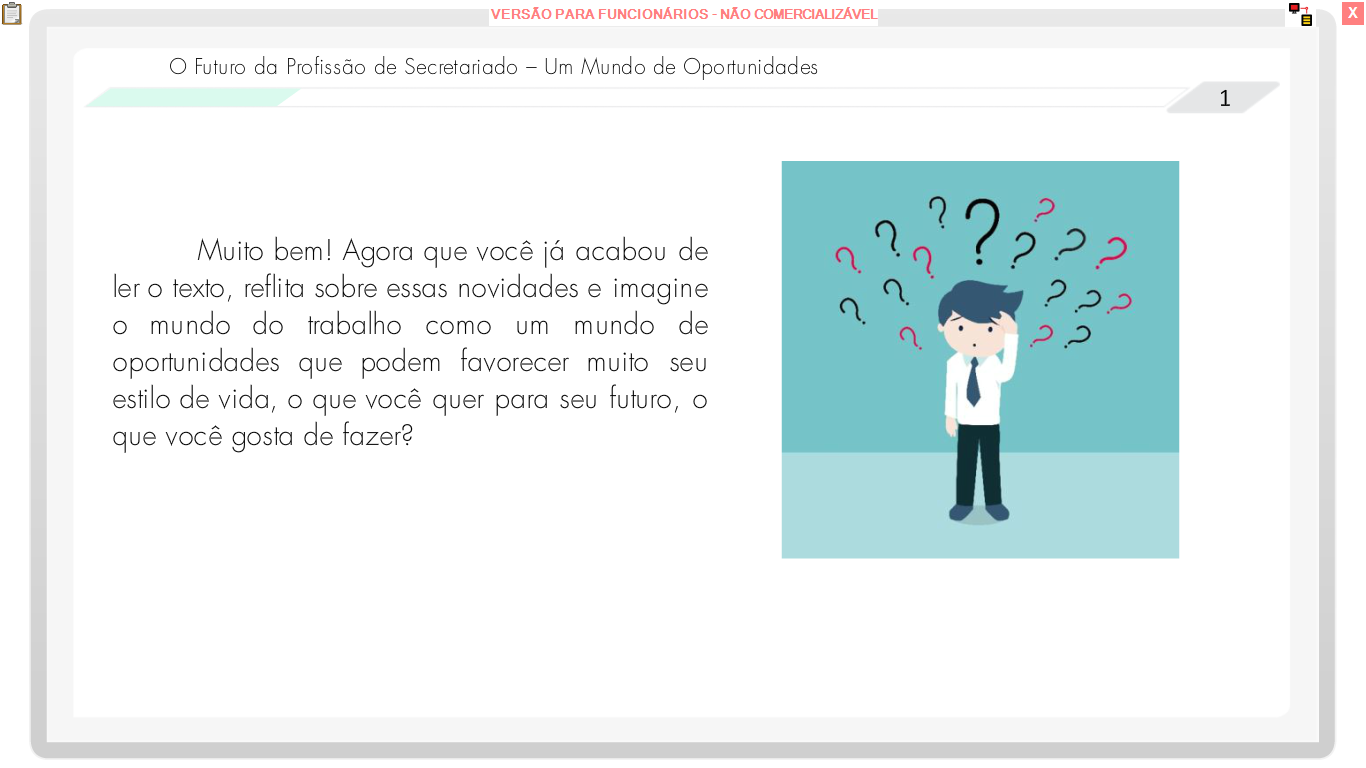 VERSÃO PARA FUNCIONÁRIOS - NÃO COMERCIALIZÁVEL
X
O Futuro da Profissão de Secretariado – Um Mundo de Oportunidades
1
Muito bem! Agora que você já acabou de
ler o texto, reflita sobre essas novidades e imagine
o mundo do trabalho como um mundo de
oportunidades que podem favorecer muito seu
estilo de vida, o que você quer para seu futuro, o
que você gosta de fazer?